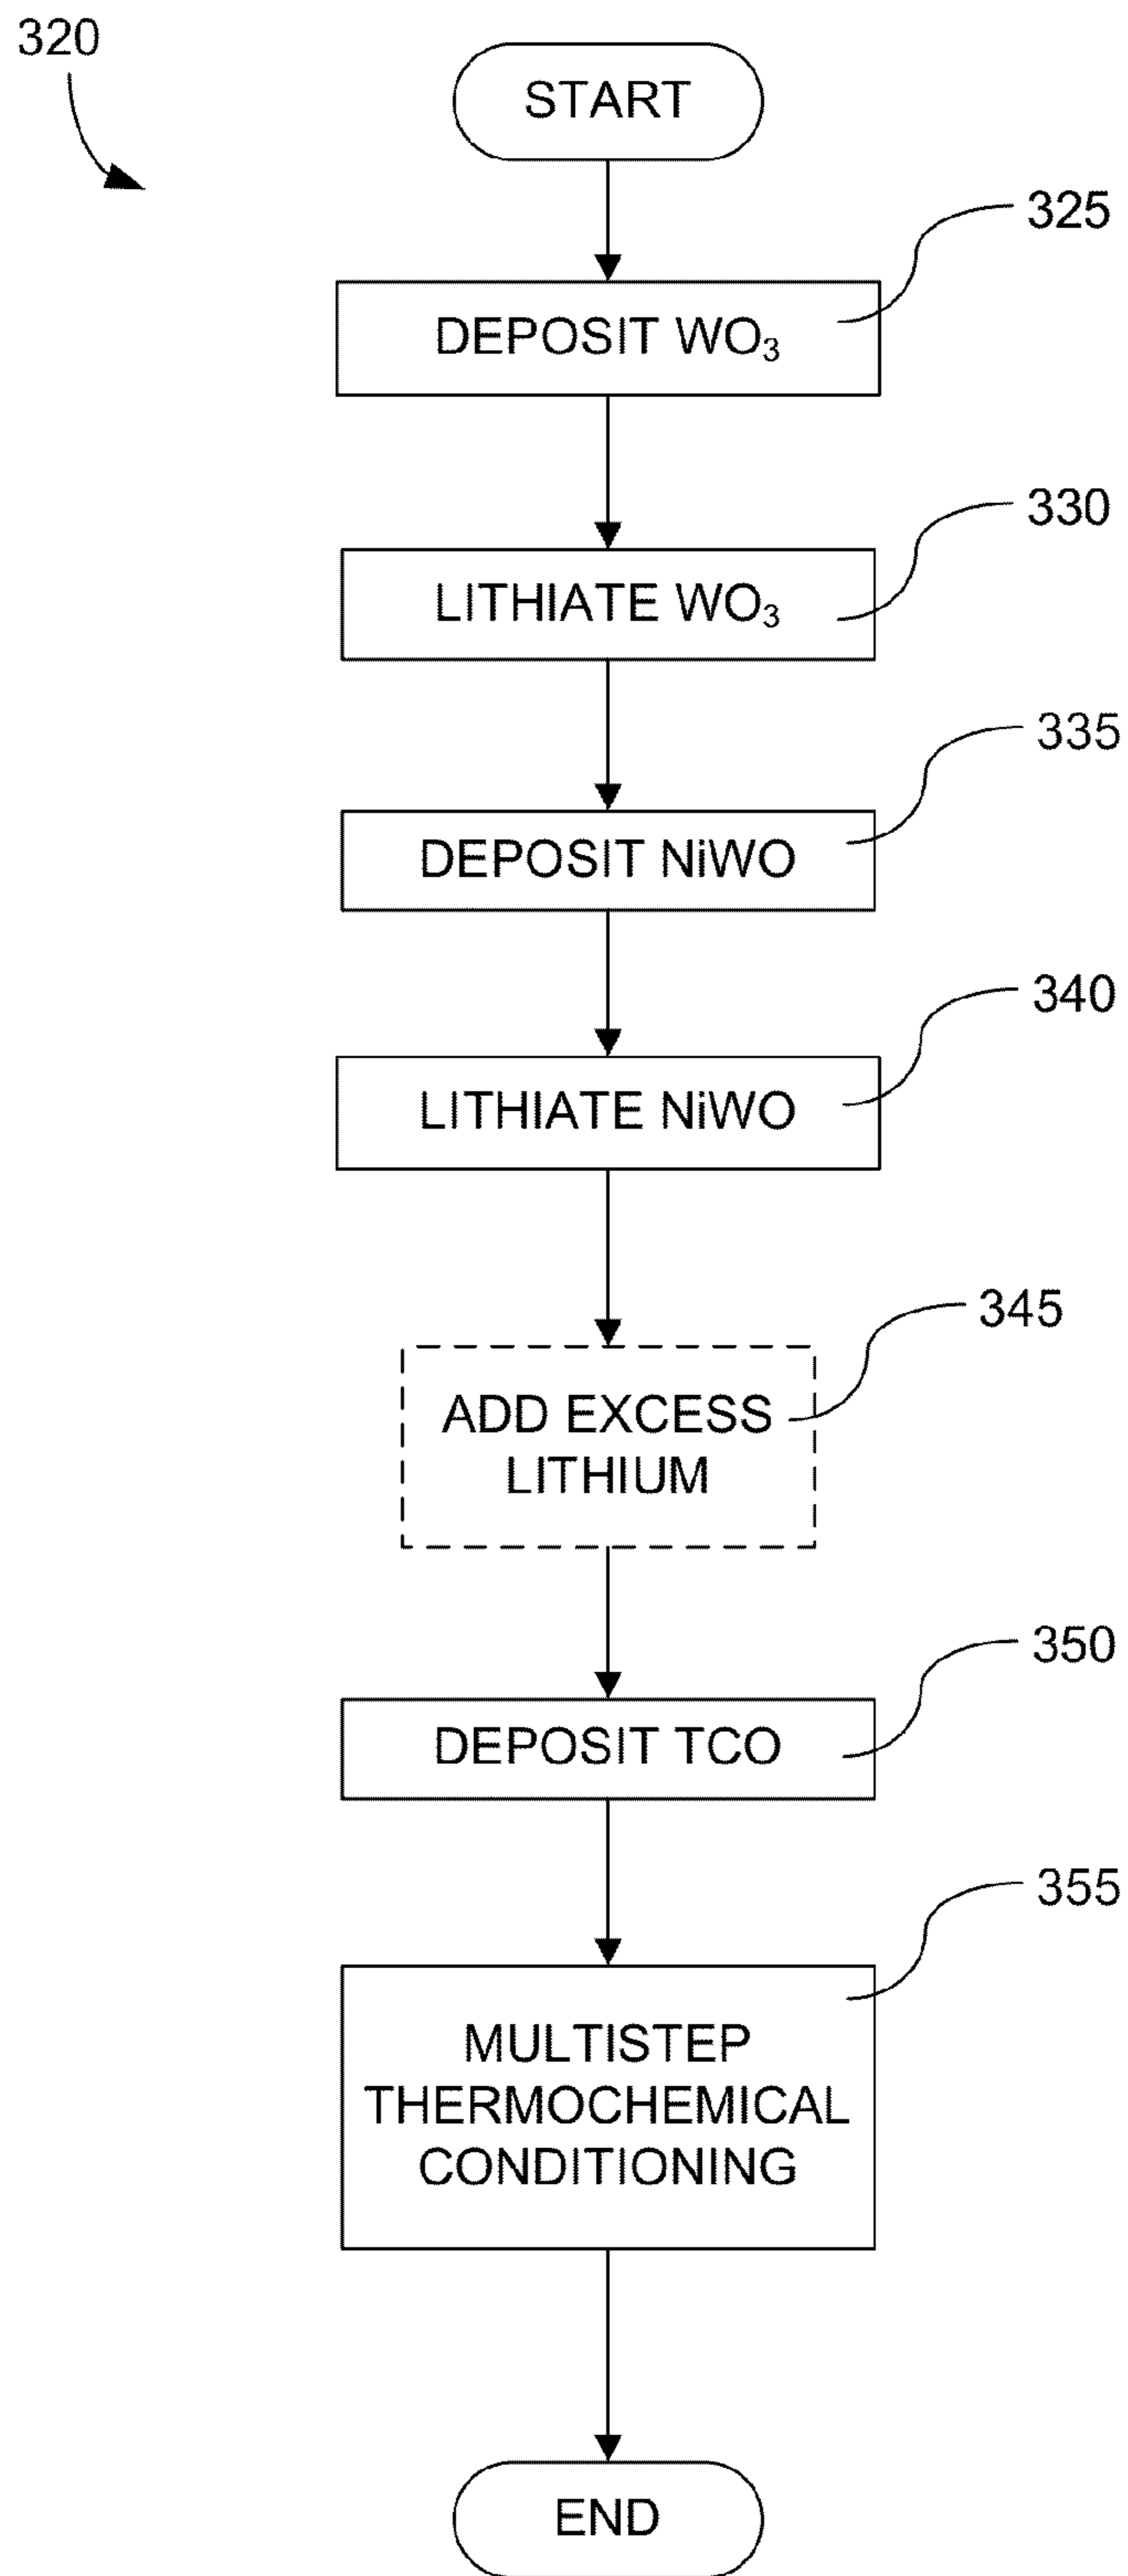 320
START
325
DEPOSIT WO₃
330
LITHIATE WO₃
335
DEPOSIT NiWO
340
LITHIATE NiWO
345
ADD EXCESS
LITHIUM
350
DEPOSIT TCO
355
MULTISTEP
THERMOCHEMICAL
CONDITIONING
END